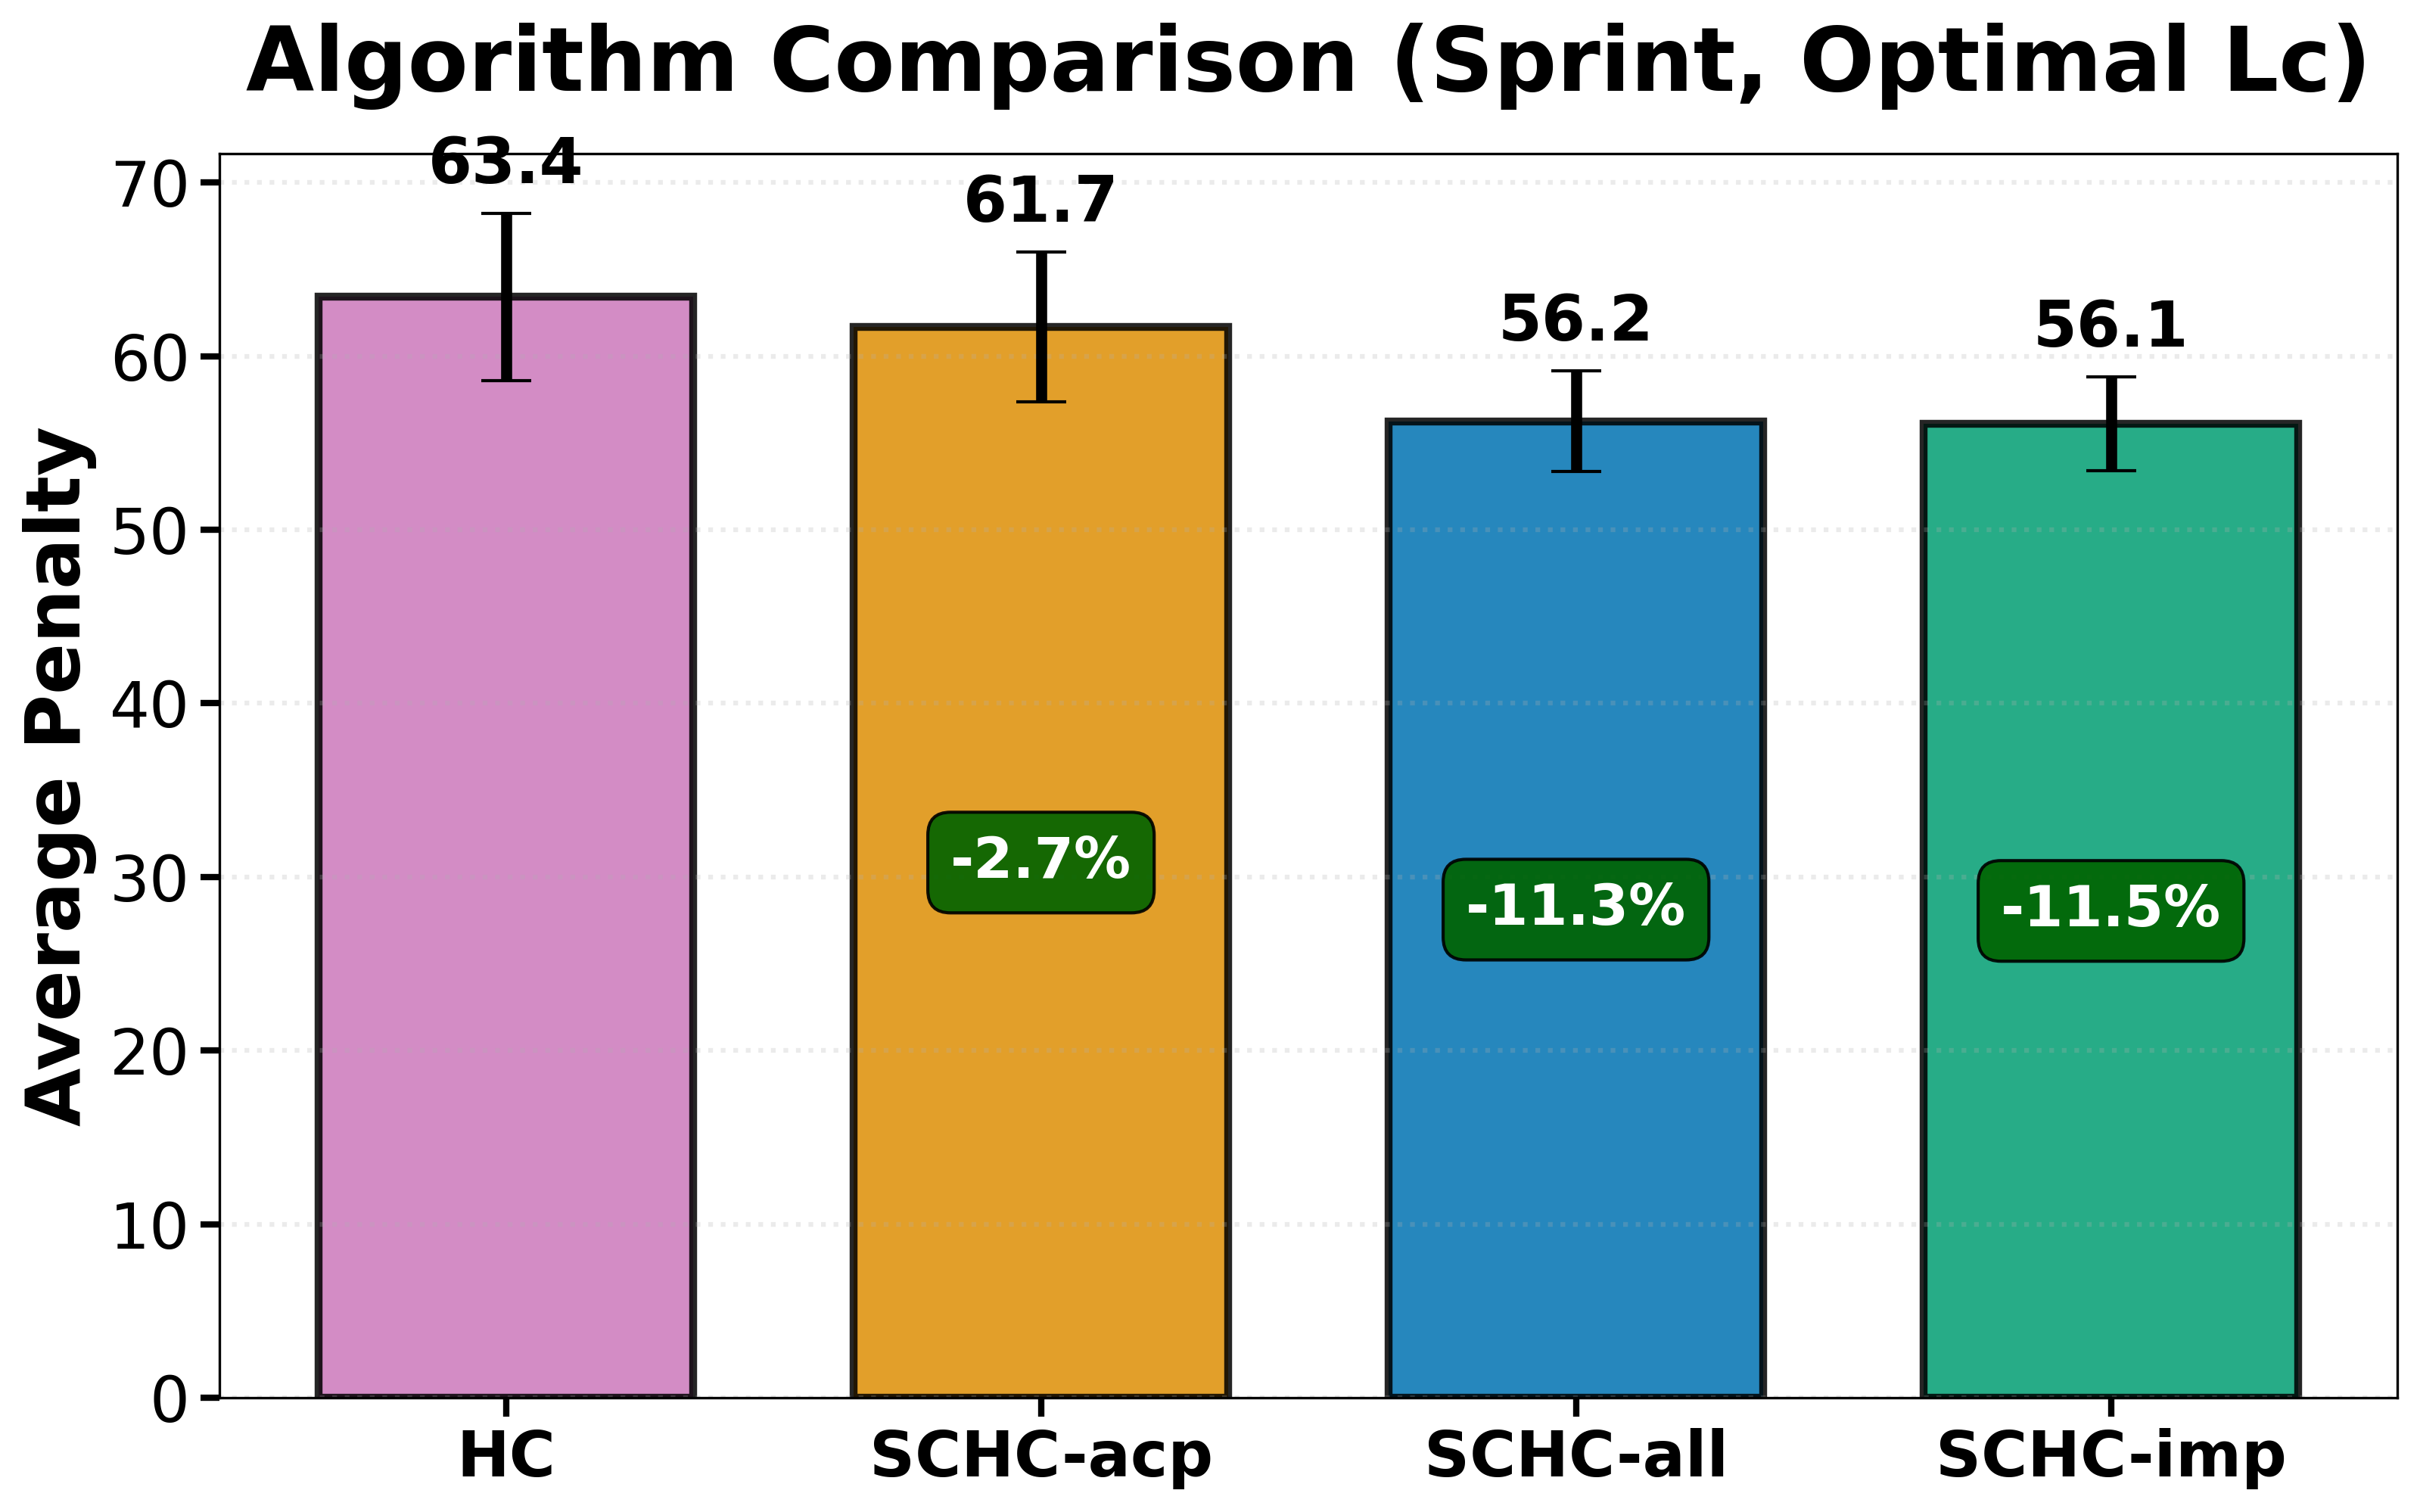 Algorithm Comparison (Sprint, Optimal Lc)
Average Penalty
70
60
50
40
30
20
10
0
63.4
61.7
56.2
56.1
-2.7%
-11.3%
-11.5%
HC
SCHC-acp
SCHC-all
SCHC-imp